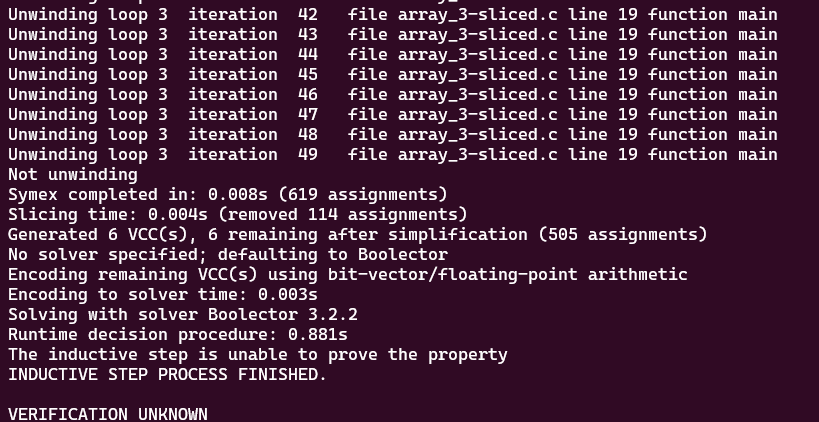 Unwinding loop 3 iteration 42 file array_3-sliced.c line 19 function main
Unwinding loop 3 iteration 43 file array_3-sliced.c line 19 function main
Unwinding loop 3 iteration 44 file array_3-sliced.c line 19 function main
Unwinding loop 3 iteration 45 file array_3-sliced.c line 19 function main
Unwinding loop 3 iteration 46 file array_3-sliced.c line 19 function main
Unwinding loop 3 iteration 47 file array_3-sliced.c line 19 function main
Unwinding loop 3 iteration 48 file array_3-sliced.c line 19 function main
Unwinding loop 3 iteration 49 file array_3-sliced.c line 19 function main
Not unwinding
Symex completed in: 0.008s (619 assignments)
Slicing time: 0.004s (removed 114 assignments)
Generated 6 VCC(s), 6 remaining after simplification (505 assignments)
No solver specified; defaulting to Boolector
Encoding remaining VCC(s) using bit-vector/floating-point arithmetic
Encoding to solver time: 0.003s
Solving with solver Boolector 3.2.2
Runtime decision procedure: 0.881s
The inductive step is unable to prove the property
INDUCTIVE STEP PROCESS FINISHED.
VERIFICATION UNKNOWN